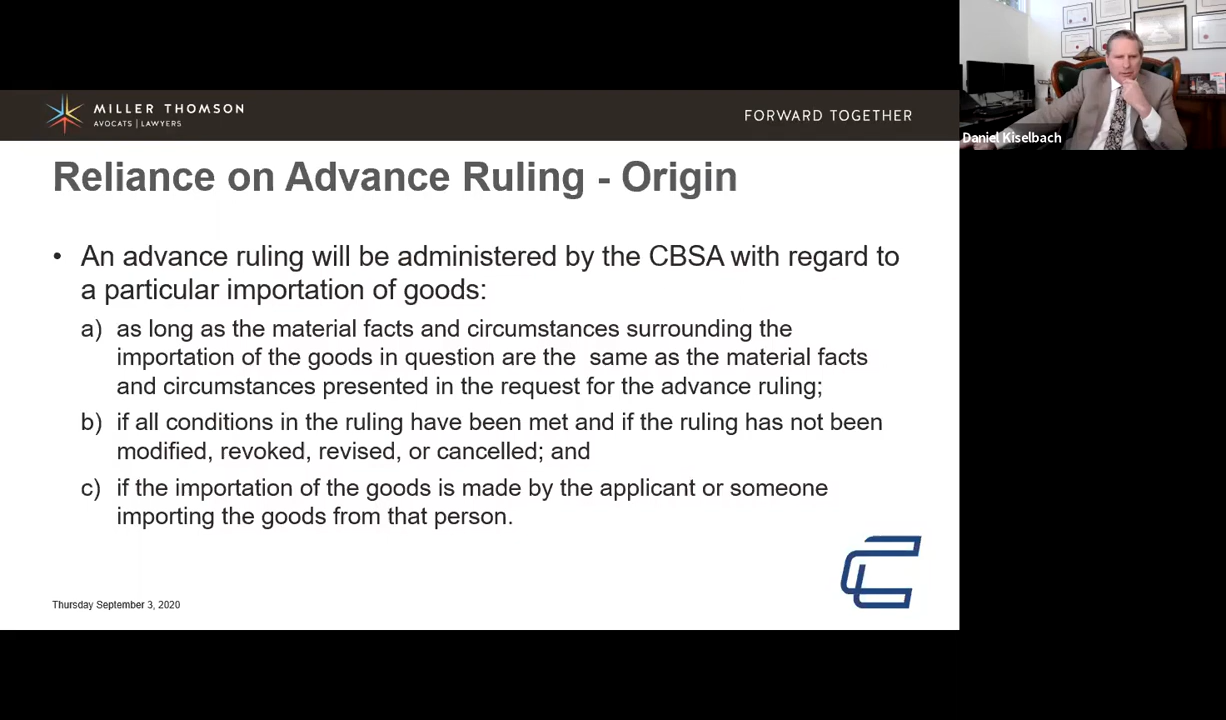 MILLER THOMSON
AVOCATS | LAWYERS
FORWARD TOGETHER
Daniel Kiselbach
Reliance on Advance Ruling - Origin
• An advance ruling will be administered by the CBSA with regard to
a particular importation of goods:
a) as long as the material facts and circumstances surrounding the
importation of the goods in question are the same as the material facts
and circumstances presented in the request for the advance ruling;
b) if all conditions in the ruling have been met and if the ruling has not been
modified, revoked, revised, or cancelled; and
c) if the importation of the goods is made by the applicant or someone
importing the goods from that person.
Thursday September 3, 2020